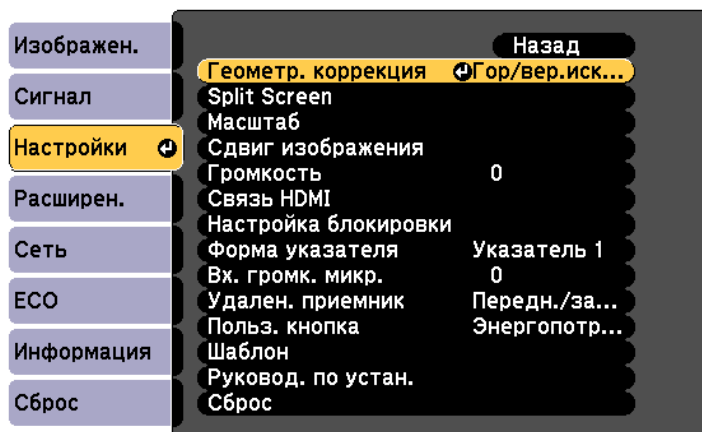 Изображен.
Сигнал
Настройки
Расширен.
Сеть
ECO
Информация
Сброс
Назад
Геометр. коррекция Гор/вер.иск...
Split Screen
Масштаб
Сдвиг изображения
Громкость 0
Связь HDMI
Настройка блокировки
Форма указателя Указатель 1
Вх. громк. микр. 0
Удален. приемник Передн./за...
Польз. кнопка Энергопотр...
Шаблон
Руковод. по устан.
Сброс